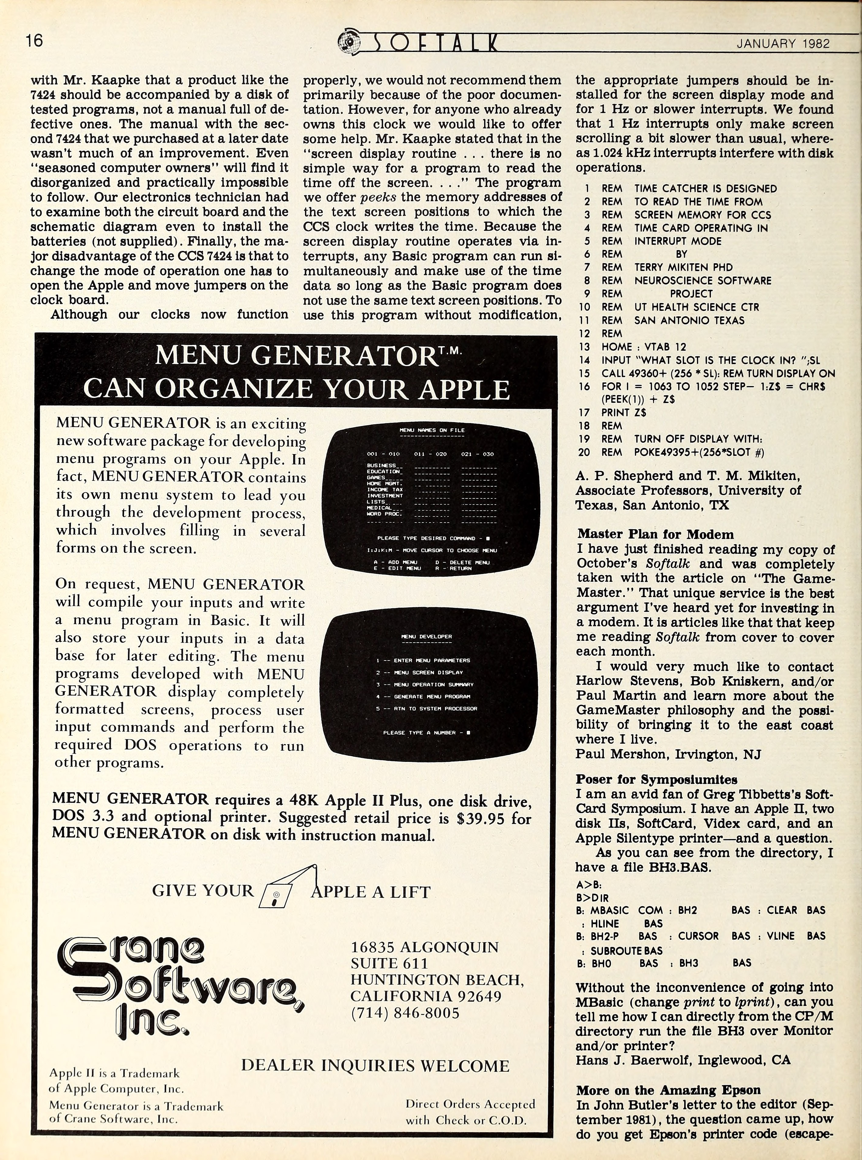 16
SOFTALK
JANUARY 1982
with Mr. Kaapke that a product like the
7424 should be accompanied by a disk of
tested programs, not a manual full of de-
fective ones. The manual with the sec-
ond 7424 that we purchased at a later date
wasn't much of an improvement. Even
"seasoned computer owners" will find it
disorganized and practically impossible
to follow. Our electronics technician had
to examine both the circuit board and the
schematic diagram even to install the
batteries (not supplied). Finally, the ma-
jor disadvantage of the CCS 7424 is that to
change the mode of operation one has to
open the Apple and move jumpers on the
clock board.
Although our clocks now function
properly, we would not recommend them
primarily because of the poor documen-
tation. However, for anyone who already
owns this clock we would like to offer
some help. Mr. Kaapke stated that in the
"screen display routine . . . there is no
simple way for a program to read the
time off the screen. . . ." The program
we offer peeks the memory addresses of
the text screen positions to which the
CCS clock writes the time. Because the
screen display routine operates via in-
terrupts, any Basic program can run si-
multaneously and make use of the time
data so long as the Basic program does
not use the same text screen positions. To
use this program without modification,
the appropriate jumpers should be in-
stalled for the screen display mode and
for 1 Hz or slower interrupts. We found
that 1 Hz interrupts only make screen
scrolling a bit slower than usual, where-
as 1.024 kHz interrupts interfere with disk
operations.
1 REM TIME CATCHER IS DESIGNED
2 REM TO READ THE TIME FROM
3 REM SCREEN MEMORY FOR CCS
4 REM TIME CARD OPERATING IN
5 REM INTERRUPT MODE
6 REM BY
7 REM TERRY MIKITEN PHD
8 REM NEUROSCIENCE SOFTWARE
9 REM PROJECT
10 REM UT HEALTH SCIENCE CTR
11 REM SAN ANTONIO TEXAS
12 REM
13 HOME : VTAB 12
14 INPUT "WHAT SLOT IS THE CLOCK IN? ";SL
15 CALL 49360+ (256 * SL): REM TURN DISPLAY ON
16 FOR I = 1063 TO 1052 STEP− 1:Z$ = CHR$
(PEEK(1)) + Z$
17 PRINT Z$
18 REM
19 REM TURN OFF DISPLAY WITH:
20 REM POKE49395+(256*SLOT #)
A. P. Shepherd and T. M. Mikiten,
Associate Professors, University of
Texas, San Antonio, TX
Master Plan for Modem
I have just finished reading my copy of
October's Softalk and was completely
taken with the article on "The Game-
Master." That unique service is the best
argument I've heard yet for investing in
a modem. It is articles like that that keep
me reading Softalk from cover to cover
each month.
I would very much like to contact
Harlow Stevens, Bob Kniskern, and/or
Paul Martin and learn more about the
GameMaster philosophy and the possi-
bility of bringing it to the east coast
where I live.
Paul Mershon, Irvington, NJ
Poser for Symposiumites
I am an avid fan of Greg Tibbetts's Soft-
Card Symposium. I have an Apple II, two
disk IIs, SoftCard, Videx card, and an
Apple Silentype printer—and a question.
As you can see from the directory, I
have a file BH3.BAS.
A>B:
B>DIR
B: MBASIC COM : BH2 BAS : CLEAR BAS
: HLINE BAS
B: BH2-P BAS : CURSOR BAS : VLINE BAS
: SUBROUTE BAS
B: BH0 BAS : BH3 BAS
Without the inconvenience of going into
MBasic (change print to lprint), can you
tell me how I can directly from the CP/M
directory run the file BH3 over Monitor
and/or printer?
Hans J. Baerwolf, Inglewood, CA
More on the Amazing Epson
In John Butler's letter to the editor (Sep-
tember 1981), the question came up, how
do you get Epson's printer code (escape-
MENU GENERATOR T.M.
CAN ORGANIZE YOUR APPLE
MENU GENERATOR is an exciting
new software package for developing
menu programs on your Apple. In
fact, MENU GENERATOR contains
its own menu system to lead you
through the development process,
which involves filling in several
forms on the screen.
On request, MENU GENERATOR
will compile your inputs and write
a menu program in Basic. It will
also store your inputs in a data
base for later editing. The menu
programs developed with MENU
GENERATOR display completely
formatted screens, process user
input commands and perform the
required DOS operations to run
other programs.
MENU NAMES ON FILE
001 - 010 011 - 020 021 - 030
BUSINESS
EDUCATION
GAMES
HOME MGMT.
INCOME TAX
INVESTMENT
LISTS
MEDICAL
WORD PROC.
PLEASE TYPE DESIRED COMMAND -
I:J:K:M - MOVE CURSOR TO CHOOSE MENU
A - ADD MENU D - DELETE MENU
E - EDIT MENU R - RETURN
MENU DEVELOPER
1 -- ENTER MENU PARAMETERS
2 -- MENU SCREEN DISPLAY
3 -- MENU OPERATION SUMMARY
4 -- GENERATE MENU PROGRAM
5 -- RTN TO SYSTEM PROCESSOR
PLEASE TYPE A NUMBER -
MENU GENERATOR requires a 48K Apple II Plus, one disk drive,
DOS 3.3 and optional printer. Suggested retail price is $39.95 for
MENU GENERATOR on disk with instruction manual.
GIVE YOUR APPLE A LIFT
Crane
Software,
Inc.
16835 ALGONQUIN
SUITE 611
HUNTINGTON BEACH,
CALIFORNIA 92649
(714) 846-8005
DEALER INQUIRIES WELCOME
Apple II is a Trademark
of Apple Computer, Inc.
Menu Generator is a Trademark
of Crane Software, Inc.
Direct Orders Accepted
with Check or C.O.D.